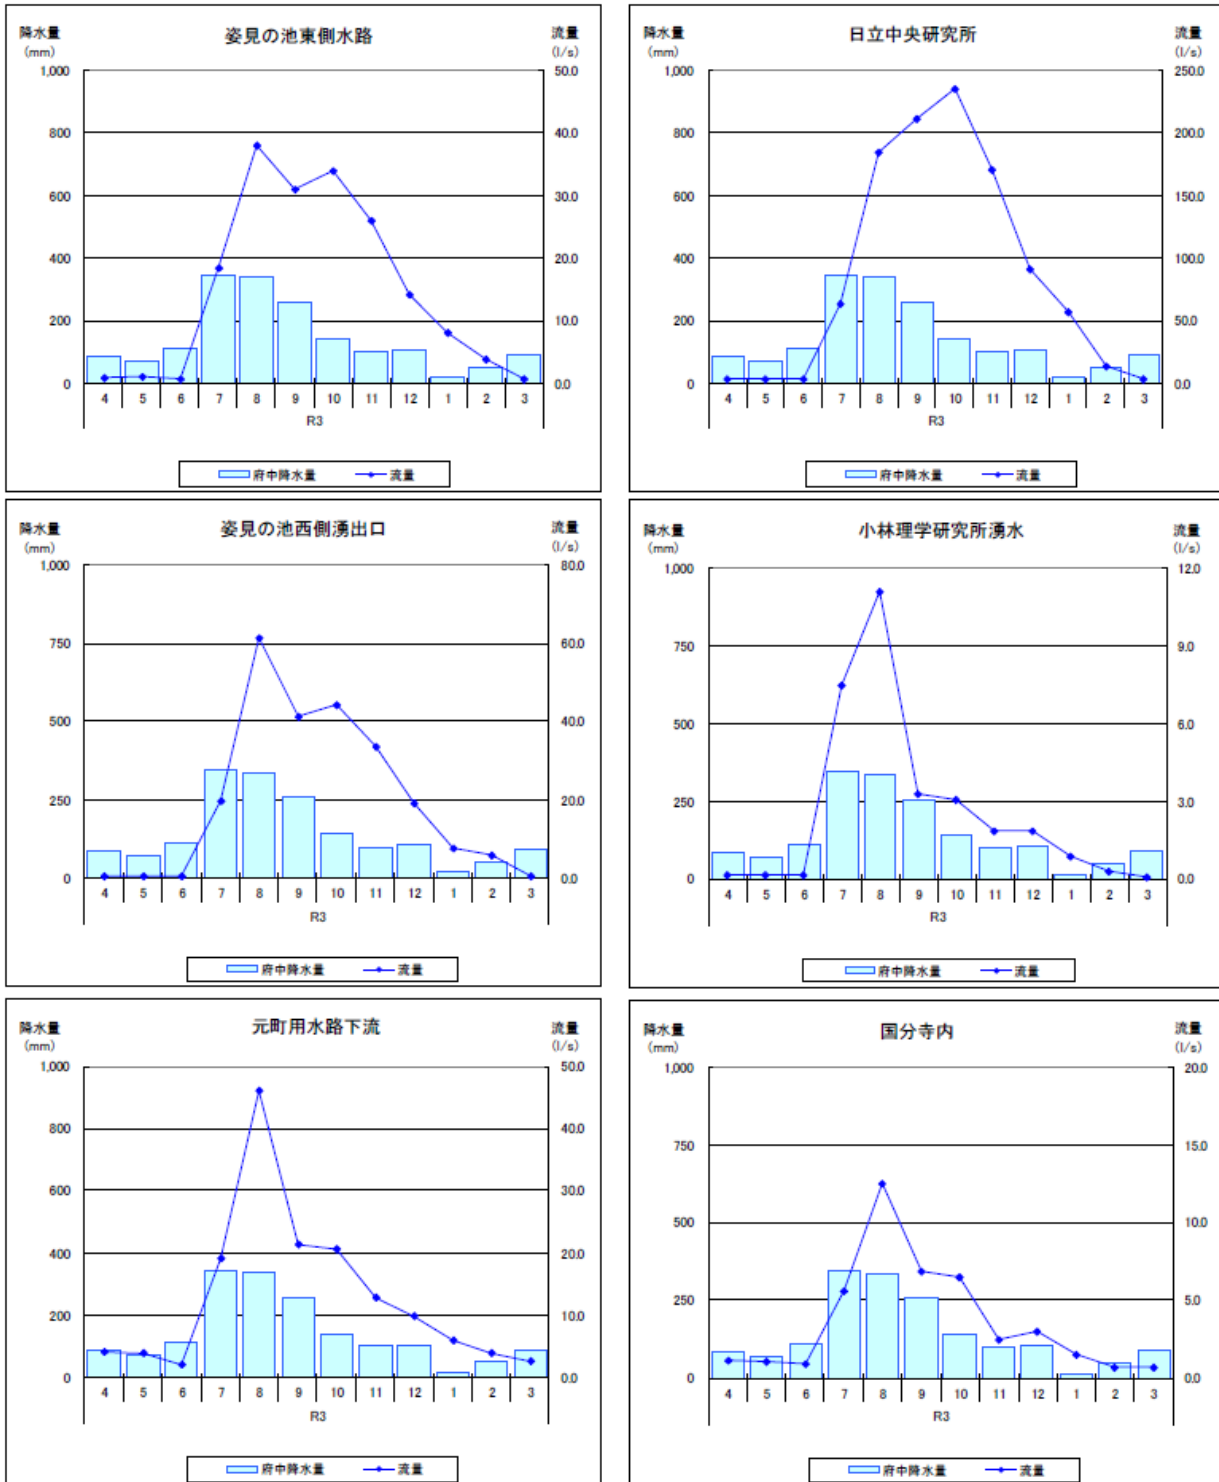 姿見の池東側水路
降水量 流量
(mm) (l/s)
1,000 50.0
800 40.0
600 30.0
400 20.0
200 10.0
0 0.0
4 5 6 7 8 9 10 11 12 1 2 3
R3
府中降水量 流量
日立中央研究所
降水量 流量
(mm) (l/s)
1,000 250.0
800 200.0
600 150.0
400 100.0
200 50.0
0 0.0
4 5 6 7 8 9 10 11 12 1 2 3
R3
府中降水量 流量
姿見の池西側湧出口
降水量 流量
(mm) (l/s)
1,000 80.0
750 60.0
500 40.0
250 20.0
0 0.0
4 5 6 7 8 9 10 11 12 1 2 3
R3
府中降水量 流量
小林理学研究所湧水
降水量 流量
(mm) (l/s)
1,000 12.0
750 9.0
500 6.0
250 3.0
0 0.0
4 5 6 7 8 9 10 11 12 1 2 3
R3
府中降水量 流量
元町用水路下流
降水量 流量
(mm) (l/s)
1,000 50.0
800 40.0
600 30.0
400 20.0
200 10.0
0 0.0
4 5 6 7 8 9 10 11 12 1 2 3
R3
府中降水量 流量
国分寺内
降水量 流量
(mm) (l/s)
1,000 20.0
750 15.0
500 10.0
250 5.0
0 0.0
4 5 6 7 8 9 10 11 12 1 2 3
R3
府中降水量 流量